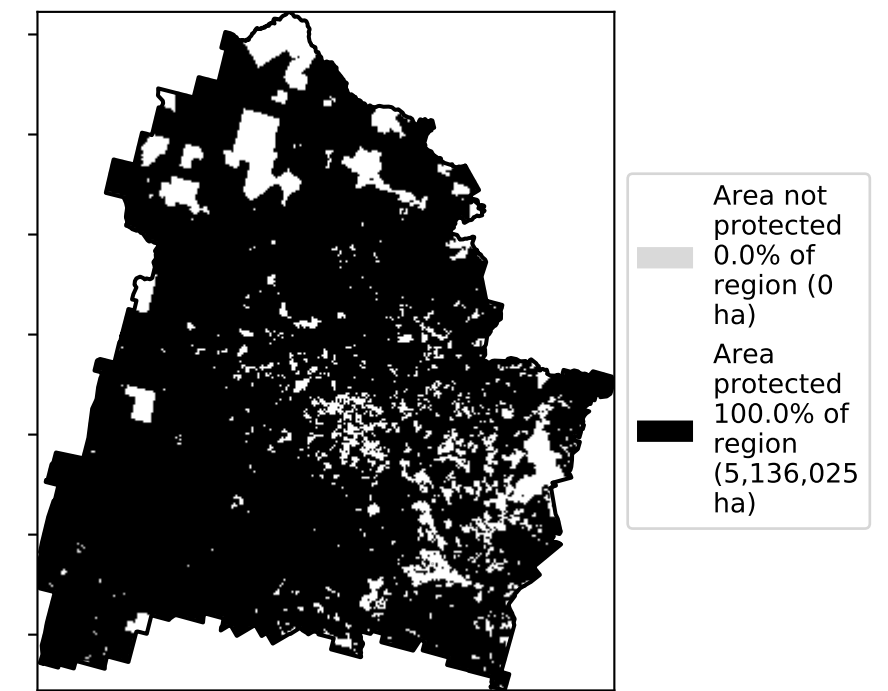 Area not
protected
0.0% of
region (0
ha)
Area
protected
100.0% of
region
(5,136,025
ha)